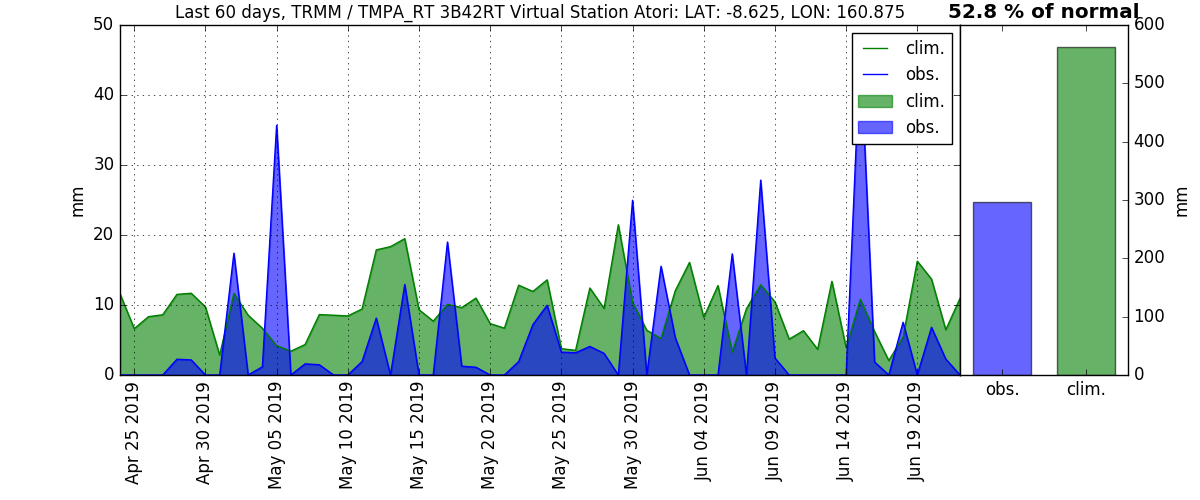 Last 60 days, TRMM / TMPA_RT 3B42RT Virtual Station Atori: LAT: -8.625, LON: 160.875
52.8 % of normal
50
40
30
20
10
0
mm
clim.
obs.
clim.
obs.
600
500
400
300
200
100
0
mm
Apr 25 2019
Apr 30 2019
May 05 2019
May 10 2019
May 15 2019
May 20 2019
May 25 2019
May 30 2019
Jun 04 2019
Jun 09 2019
Jun 14 2019
Jun 19 2019
obs.
clim.